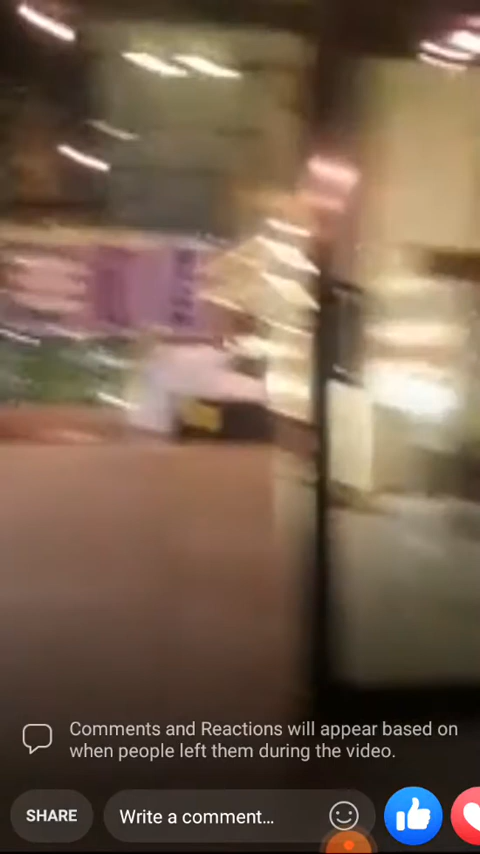 Comments and Reactions will appear based on
when people left them during the video.
SHARE
Write a comment...